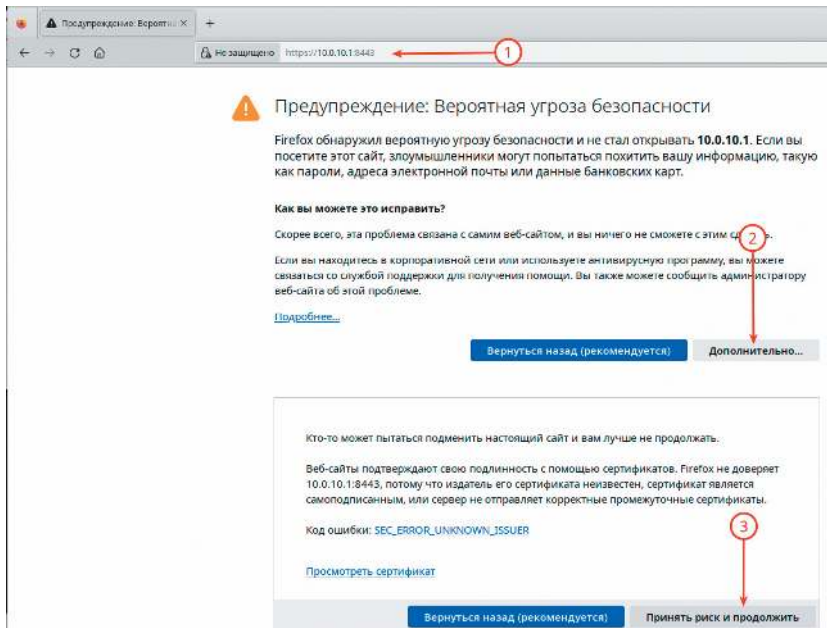 Предупреждение: Вероятн
Не защищено https://10.0.10.1:8443
1
Предупреждение: Вероятная угроза безопасности
Firefox обнаружил вероятную угрозу безопасности и не стал открывать 10.0.10.1. Если вы
посетите этот сайт, злоумышленники могут попытаться похитить вашу информацию, такую
как пароли, адреса электронной почты или данные банковских карт.
Как вы можете это исправить?
Скорее всего, эта проблема связана с самим веб-сайтом, и вы ничего не сможете с этим
2
Если вы находитесь в корпоративной сети или используете антивирусную программу, вы можете
связаться со службой поддержки для получения помощи. Вы также можете сообщить администратору
веб-сайта об этой проблеме.
Подробнее...
Вернуться назад (рекомендуется) Дополнительно...
Кто-то может пытаться подменить настоящий сайт и вам лучше не продолжать.
Веб-сайты подтверждают свою подлинность с помощью сертификатов. Firefox не доверяет
10.0.10.1:8443, потому что издатель его сертификата неизвестен, сертификат является
самоподписанным, или сервер не отправляет корректные промежуточные сертификаты.
Код ошибки: SEC_ERROR_UNKNOWN_ISSUER
3
Просмотреть сертификат
Вернуться назад (рекомендуется) Принять риск и продолжить